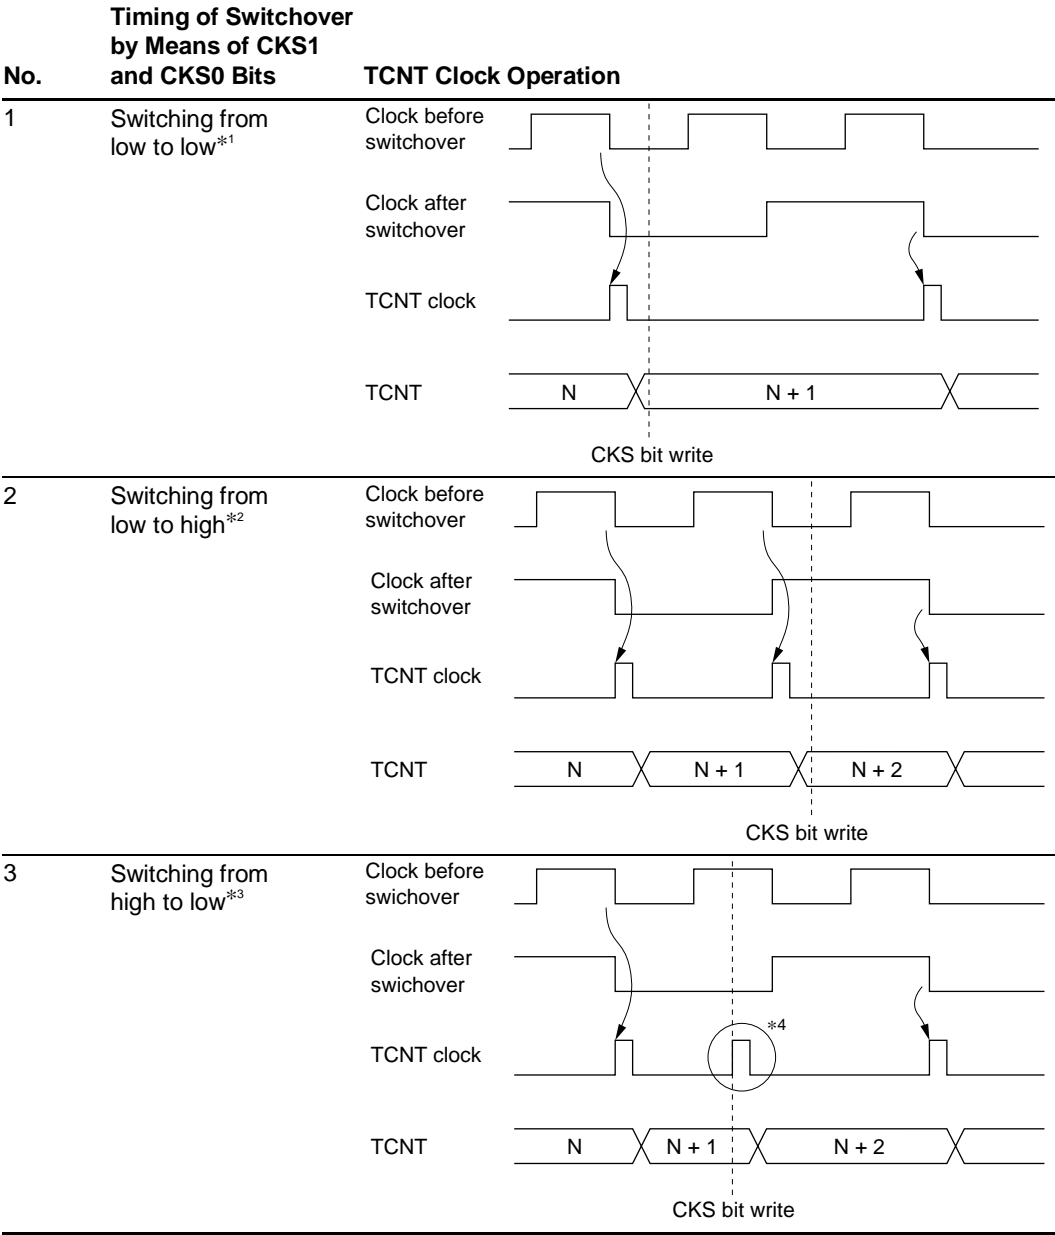 No.
Timing of Switchover
by Means of CKS1
and CKS0 Bits
TCNT Clock Operation
1
Switching from
low to low*1
Clock before
switchover
Clock after
switchover
TCNT clock
TCNT
N
N + 1
CKS bit write
2
Switching from
low to high*2
Clock before
switchover
Clock after
switchover
TCNT clock
TCNT
N
N + 1
N + 2
CKS bit write
3
Switching from
high to low*3
Clock before
swichover
Clock after
swichover
*4
TCNT clock
TCNT
N
N + 1
N + 2
CKS bit write